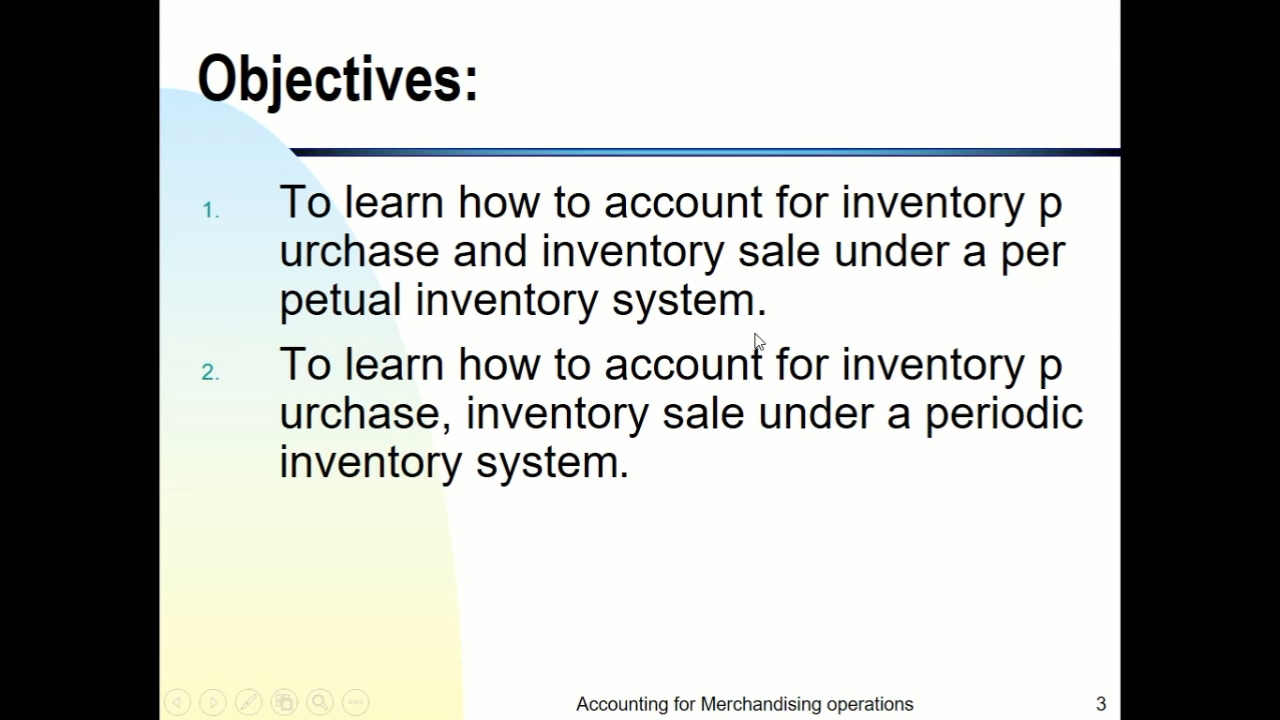 Objectives:
1. To learn how to account for inventory p
urchase and inventory sale under a per
petual inventory system.
2. To learn how to account for inventory p
urchase, inventory sale under a periodic
inventory system.
Accounting for Merchandising operations
3